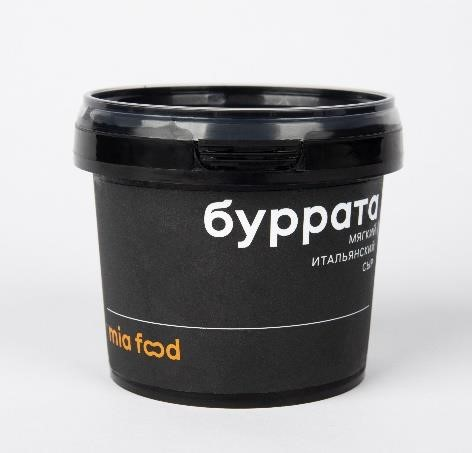 буррата
мягкий
итальянский
сыр
mia food